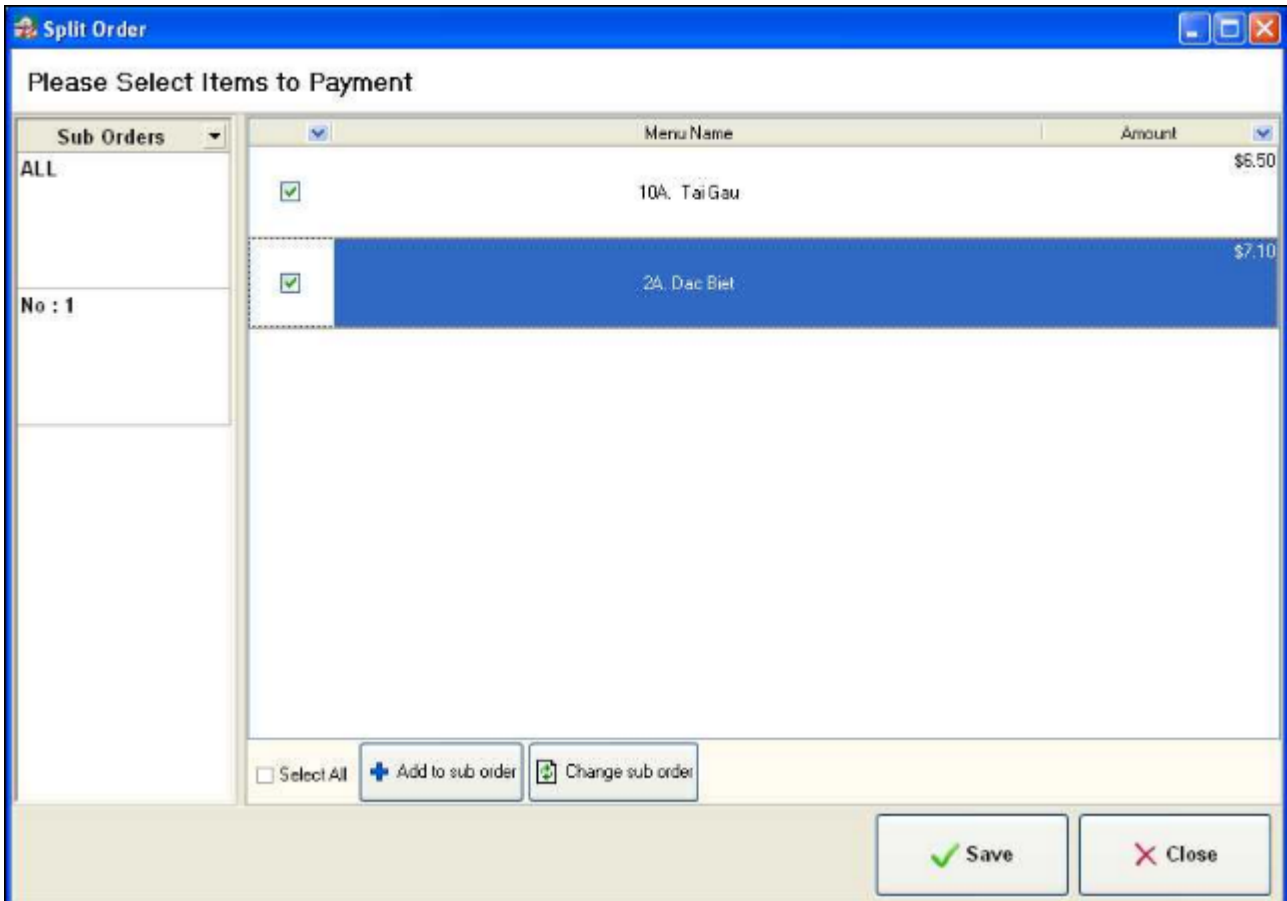 Split Order
Please Select Items to Payment
Sub Orders
Menu Name Amount
ALL
10A. Tai Gau $6.50
2A. Dac Biet $7.10
No : 1
Select All Add to sub order Change sub order
Save Close